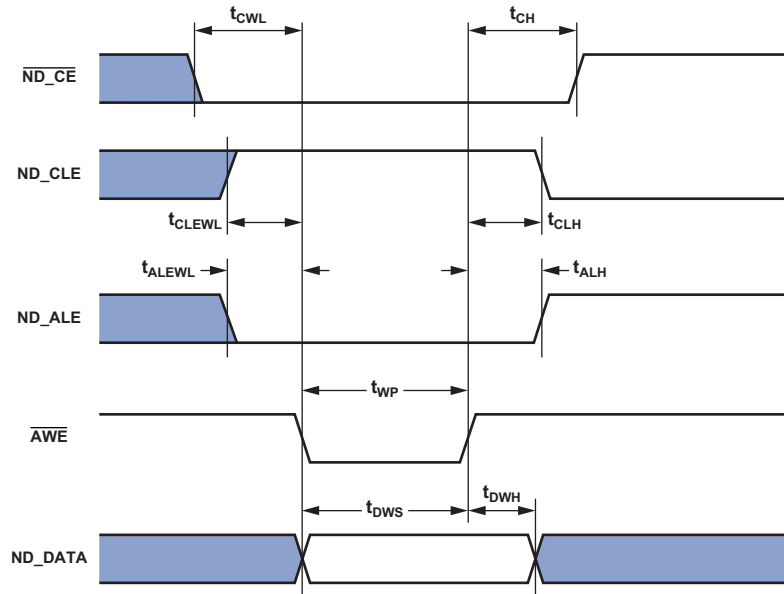 tCWL tCH
ND_CE
ND_CLE
tCLEWL tCLH
tALEWL tALH
ND_ALE
tWP
AWE
tDWS tDWH
ND_DATA